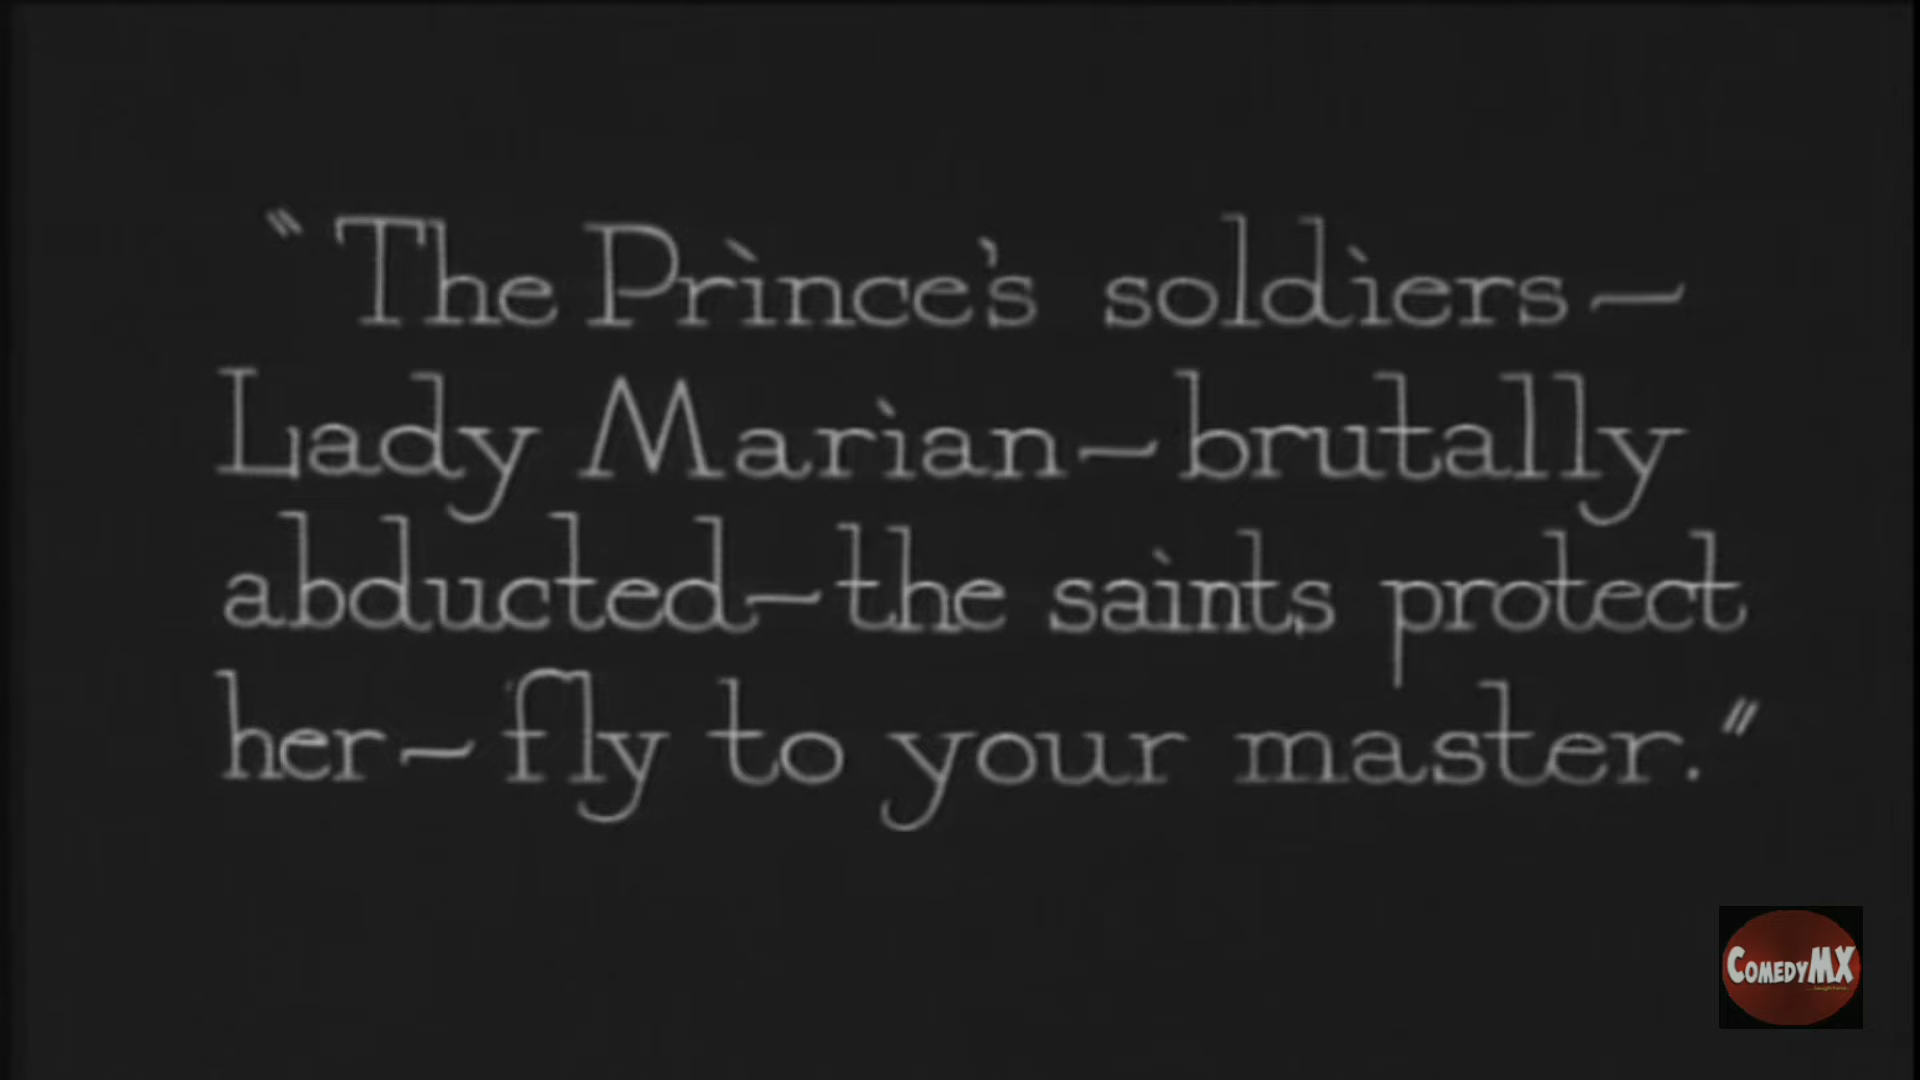 "The Prince's soldiers—
Lady Marian—brutally
abducted—the saints protect
her—fly to your master."
COMEDYMX